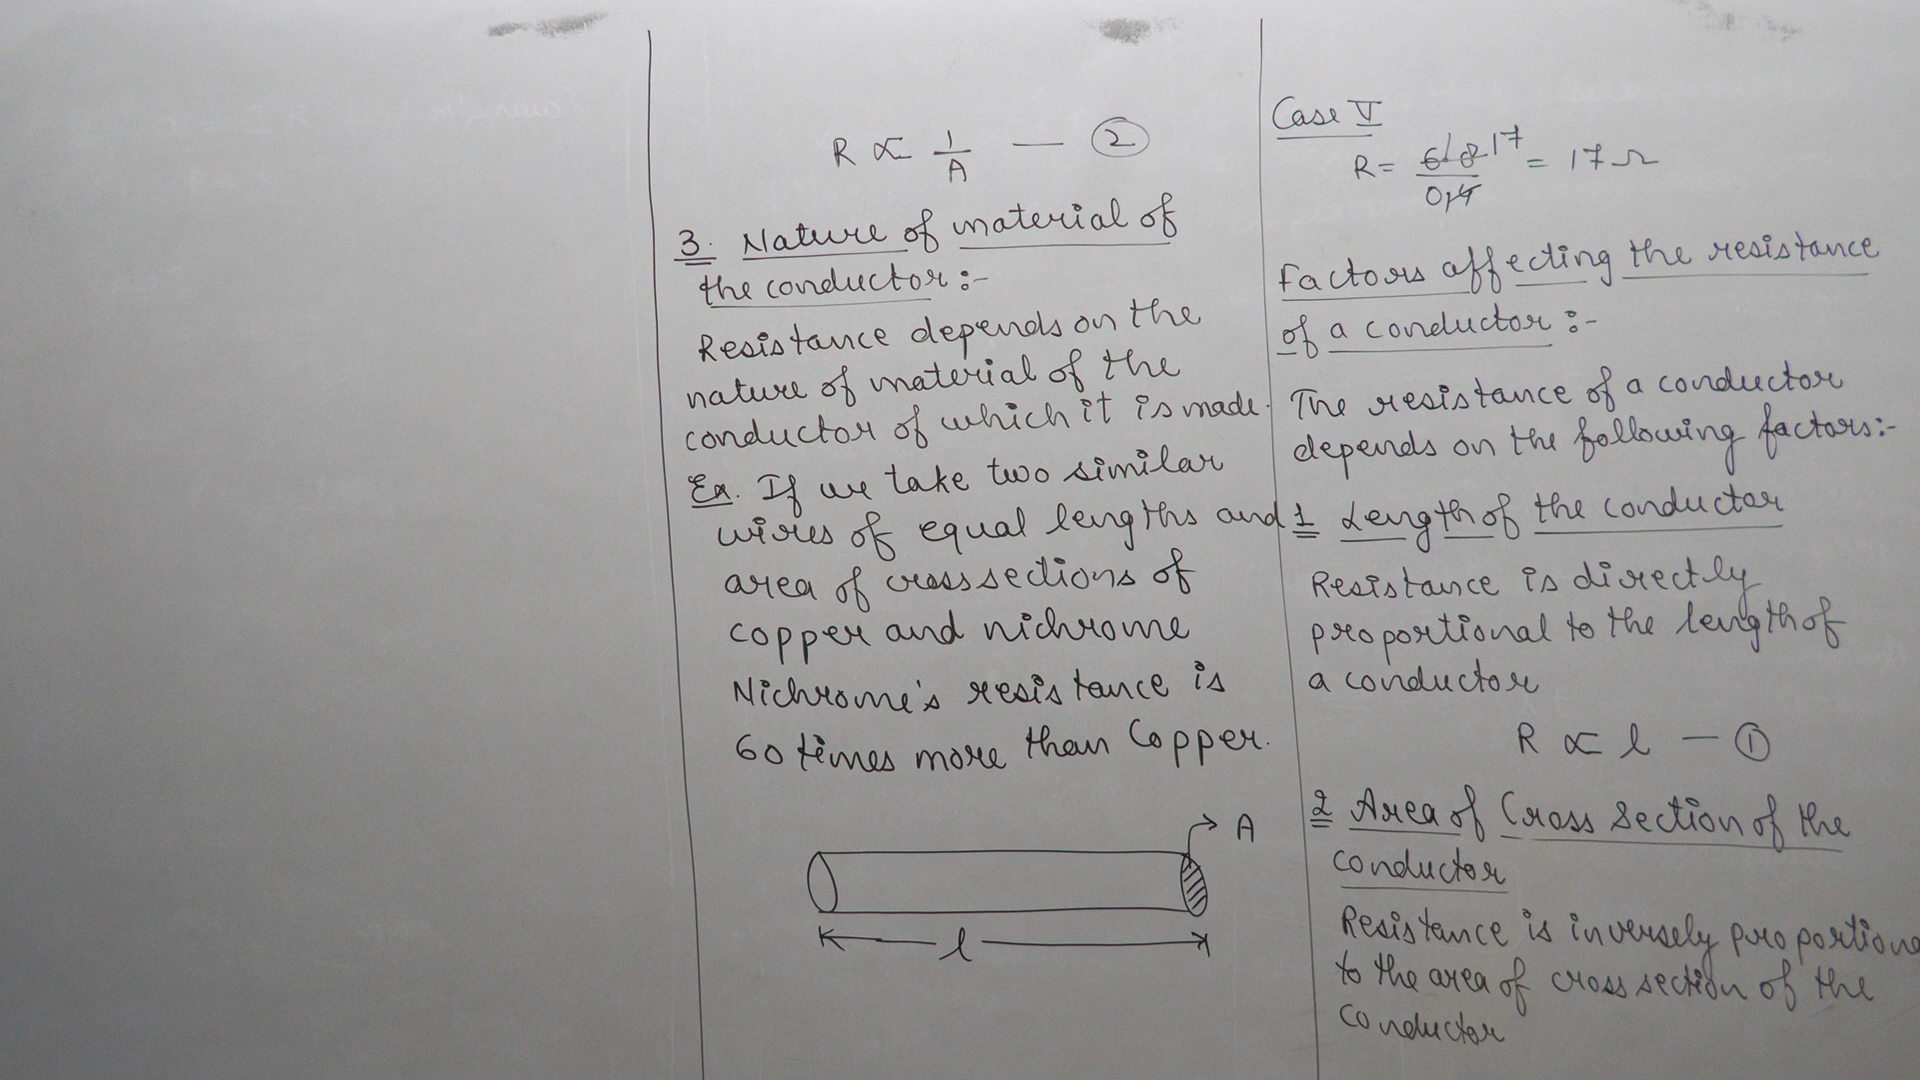 Case V
R = 6.8 17 / 0.4 = 17 Ω
Factors affecting the resistance
of a conductor :-
The resistance of a conductor
depends on the following factors:-
1 Length of the conductor
Resistance is directly
proportional to the length of
a conductor
R ∝ l — ①
2 Area of Cross Section of the
conductor
Resistance is inversely proportiona
to the area of cross section of the
conductor
R ∝ 1/A — ②
3. Nature of material of
the conductor :-
Resistance depends on the
nature of material of the
conductor of which it is made.
Ex. If we take two similar
wires of equal lengths and
area of cross sections of
copper and nichrome
Nichrome's resistance is
60 times more than Copper.
A
l